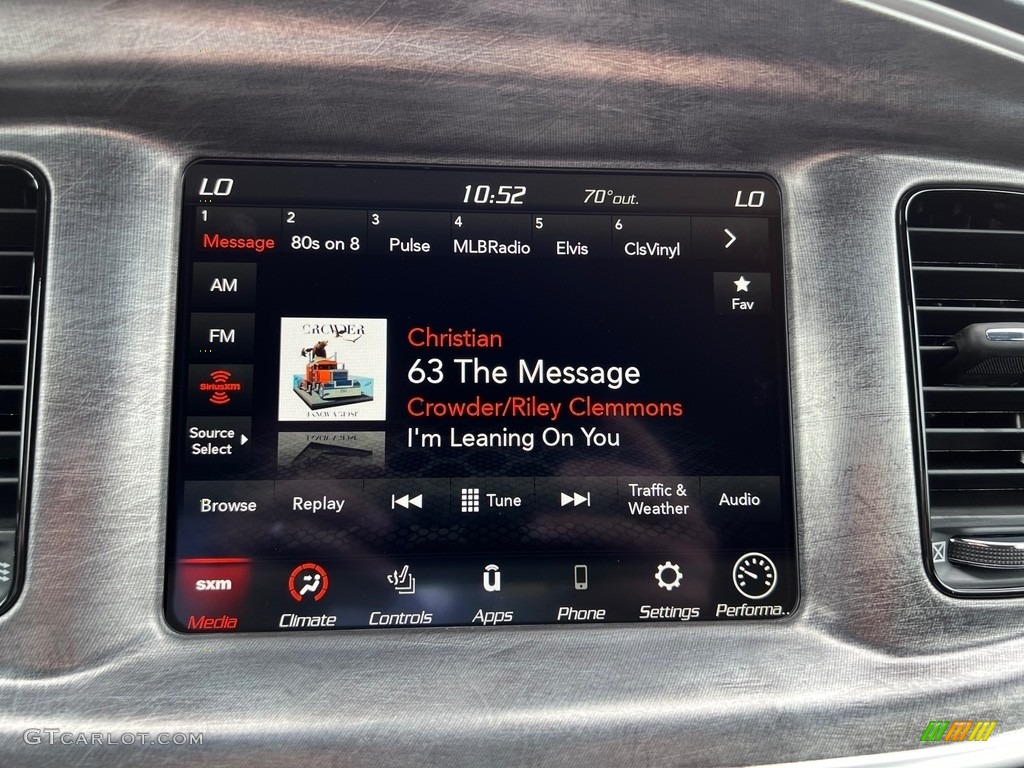 LO 10:52 70°out. LO
1 2 3 4 5 6
Message 80s on 8 Pulse MLBRadio Elvis ClsVinyl
AM
Fav
FM
CROWDER
Christian
63 The Message
SiriusXM
Crowder/Riley Clemmons
I'm Leaning On You
Source
Select
Browse Replay Tune Traffic &
Weather Audio
sxm
Media Climate Controls Apps Phone Settings Performa..
GTCARLOT.COM